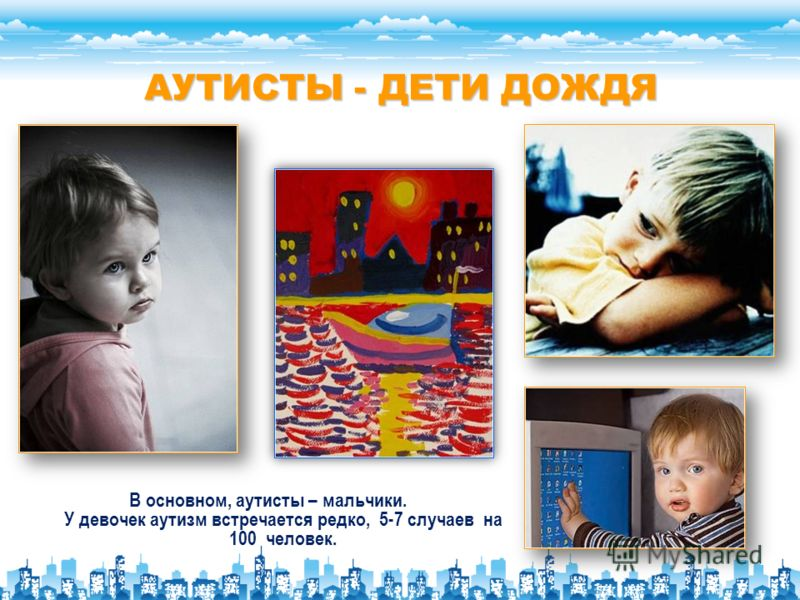 АУТИСТЫ - ДЕТИ ДОЖДЯ
В основном, аутисты – мальчики.
У девочек аутизм встречается редко, 5-7 случаев на
100 человек.
Myshared